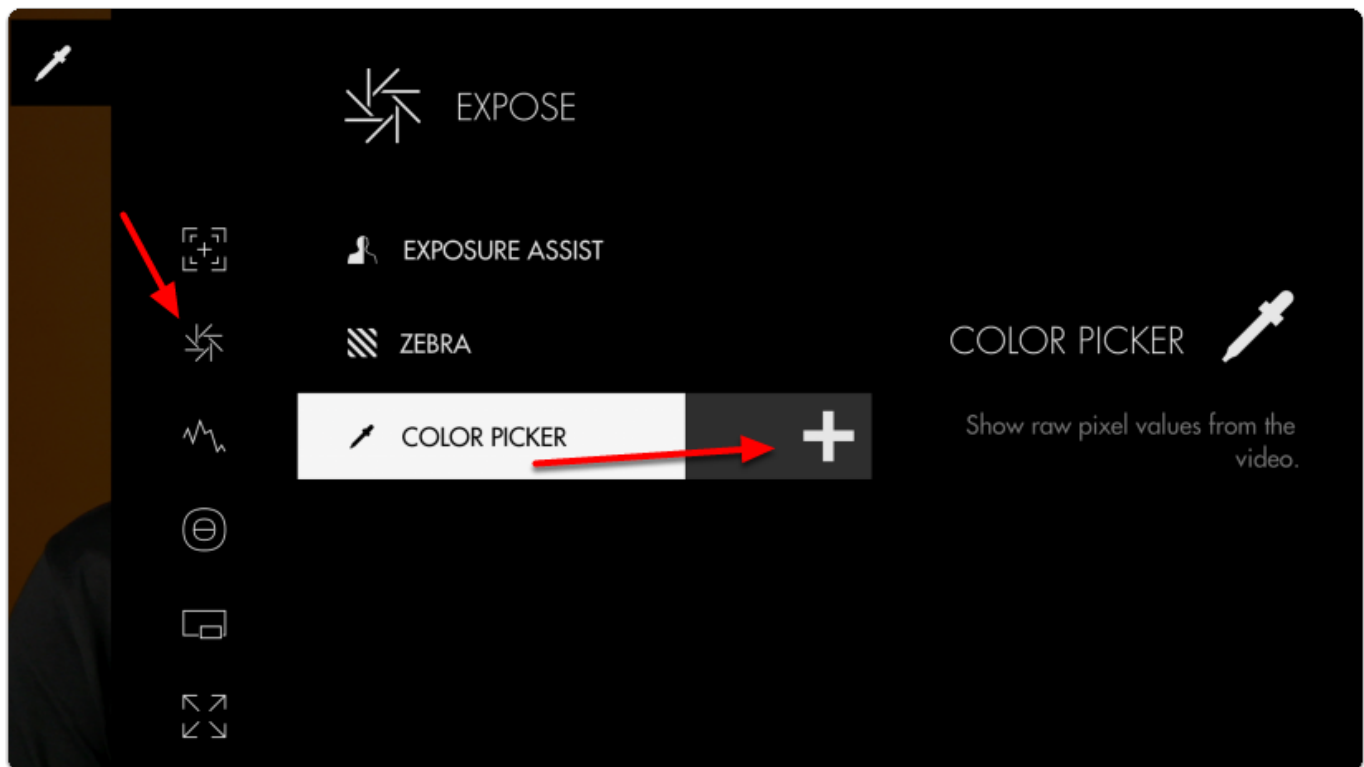 EXPOSE
EXPOSURE ASSIST
ZEBRA
COLOR PICKER
COLOR PICKER
Show raw pixel values from the
video.